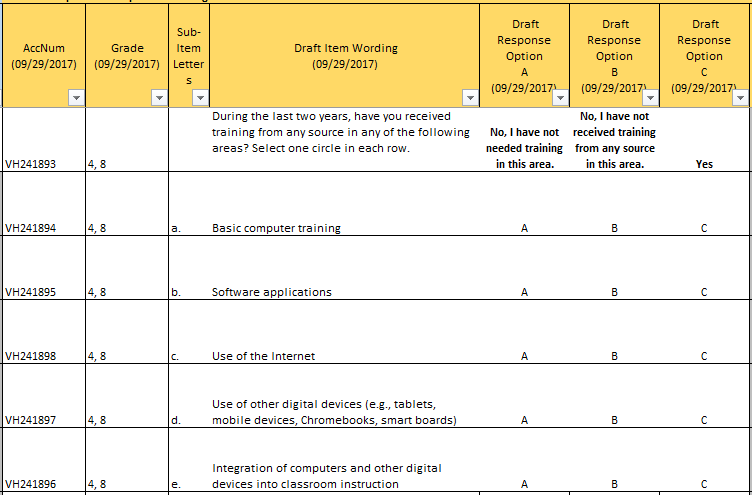 AccNum
(09/29/2017)
Grade
(09/29/2017)
Sub-
Item
Letter
s
Draft Item Wording
(09/29/2017)
Draft
Response
Option
A
(09/29/2017)
Draft
Response
Option
B
(09/29/2017)
Draft
Response
Option
C
(09/29/2017)
VH241893
4, 8
During the last two years, have you received
training from any source in any of the following
areas? Select one circle in each row.
No, I have not
needed training
in this area.
No, I have not
received training
from any source
in this area.
Yes
VH241894 4, 8 a. Basic computer training A B C
VH241895 4, 8 b. Software applications A B C
VH241898 4, 8 c. Use of the Internet A B C
Use of other digital devices (e.g., tablets,
VH241897 4, 8 d. mobile devices, Chromebooks, smart boards) A B C
Integration of computers and other digital
VH241896 4, 8 e. devices into classroom instruction A B C